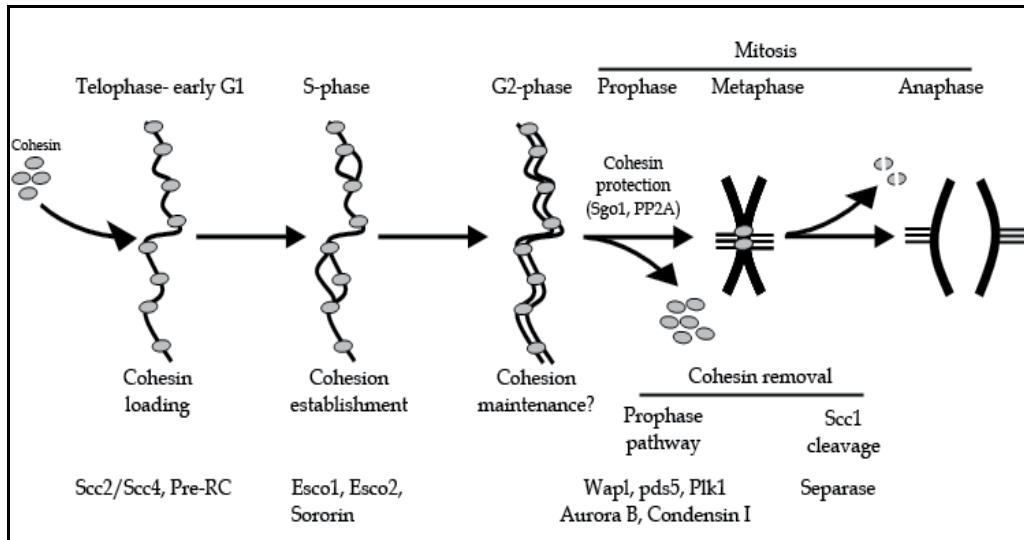 Mitosis
Telophase- early G1
S-phase
G2-phase
Prophase
Metaphase
Anaphase
Cohesin
Cohesin
protection
(Sgo1, PP2A)
Cohesin
loading
Cohesion
establishment
Cohesion
maintenance?
Cohesin removal
Prophase
pathway
Scc1
cleavage
Scc2/Scc4, Pre-RC
Esco1, Esco2,
Sororin
Wapl, pds5, Plk1
Aurora B, Condensin I
Separase